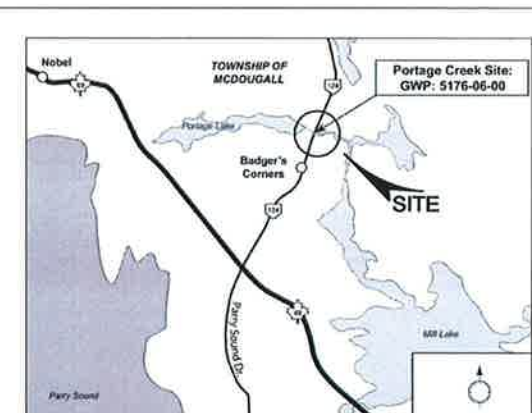 Nobel
69
TOWNSHIP OF
MCDOUGALL
124
Portage Creek Site:
GWP: 5176-06-00
Portage Lake
Badger's
Corners
SITE
124
Parry Sound Dr.
69
Mill Lake
Parry Sound